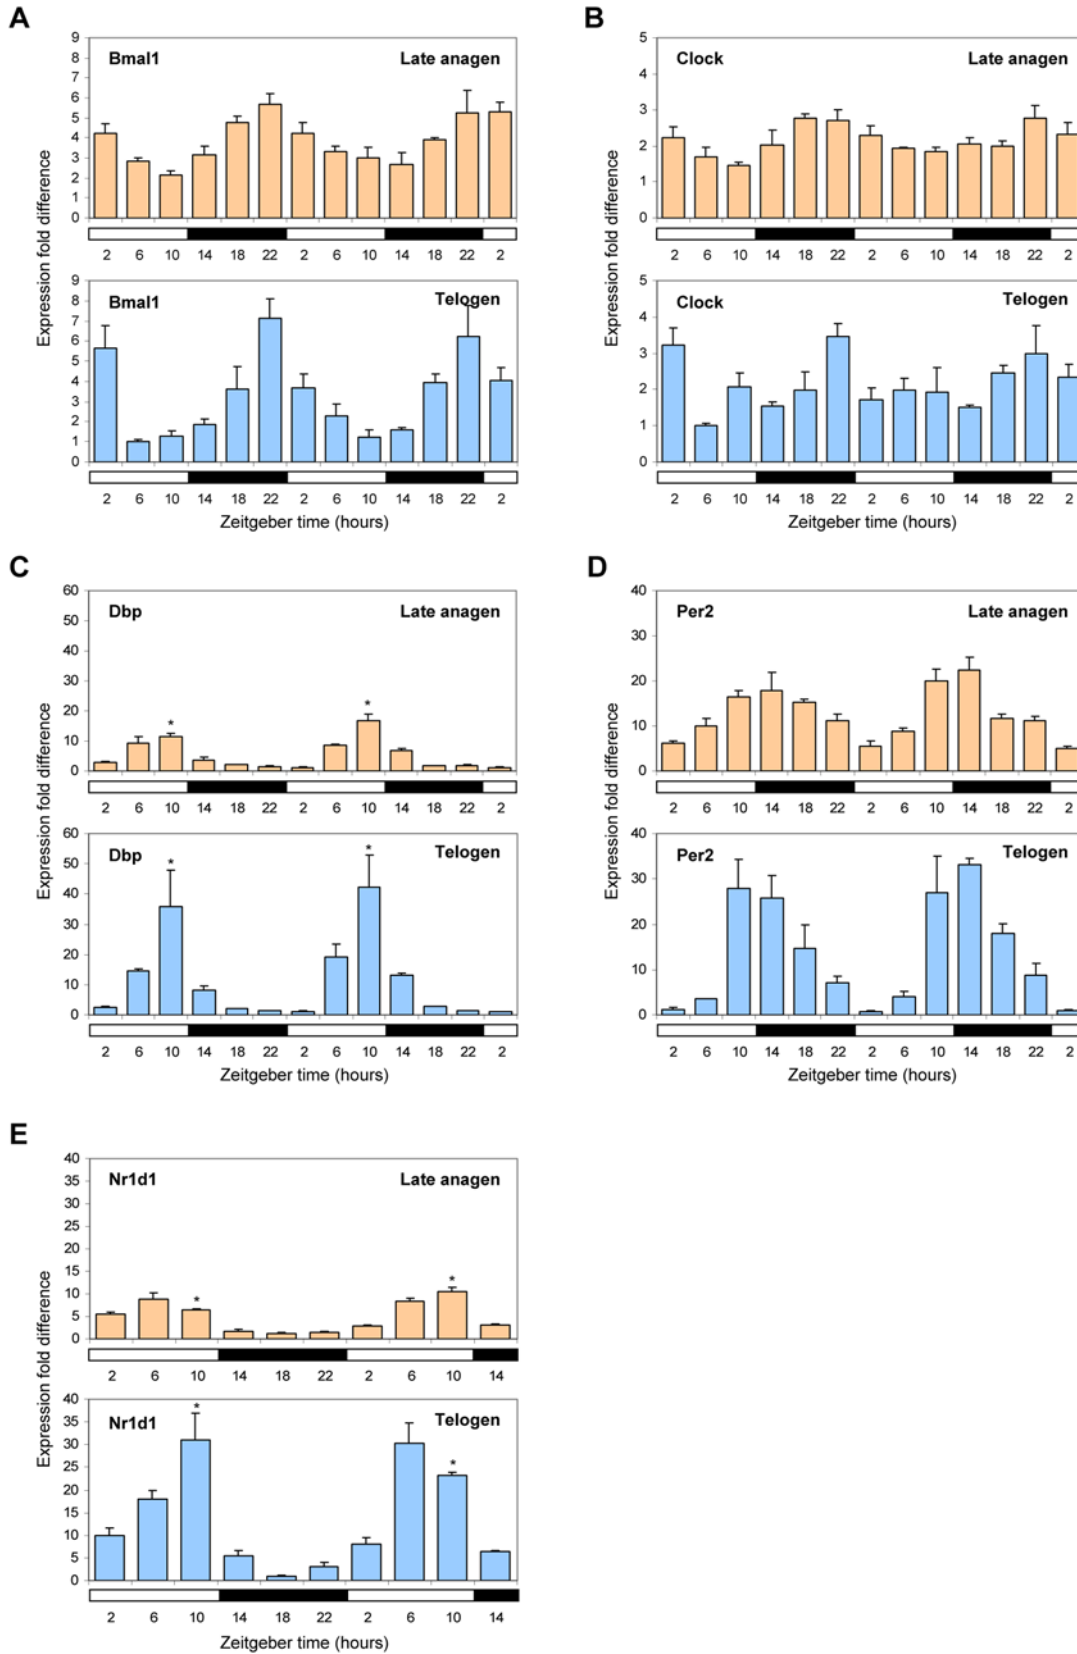 A
Expression fold difference
Bmal1 Late anagen
9
8
7
6
5
4
3
2
1
0
2 6 10 14 18 22 2 6 10 14 18 22 2
Bmal1 Telogen
9
8
7
6
5
4
3
2
1
0
2 6 10 14 18 22 2 6 10 14 18 22 2
Zeitgeber time (hours)
B
Expression fold difference
Clock Late anagen
5
4
3
2
1
0
2 6 10 14 18 22 2 6 10 14 18 22 2
Clock Telogen
5
4
3
2
1
0
2 6 10 14 18 22 2 6 10 14 18 22 2
Zeitgeber time (hours)
C
Expression fold difference
Dbp Late anagen
60
50
40
30
20
10
0
* *
2 6 10 14 18 22 2 6 10 14 18 22 2
Dbp Telogen
60
50
40
30
20
10
0
* *
2 6 10 14 18 22 2 6 10 14 18 22 2
Zeitgeber time (hours)
D
Expression fold difference
Per2 Late anagen
40
30
20
10
0
2 6 10 14 18 22 2 6 10 14 18 22 2
Per2 Telogen
40
30
20
10
0
2 6 10 14 18 22 2 6 10 14 18 22 2
Zeitgeber time (hours)
E
Expression fold difference
Nr1d1 Late anagen
40
35
30
25
20
15
10
5
0
* *
2 6 10 14 18 22 2 6 10 14
Nr1d1 Telogen
40
35
30
25
20
15
10
5
0
* *
2 6 10 14 18 22 2 6 10 14
Zeitgeber time (hours)